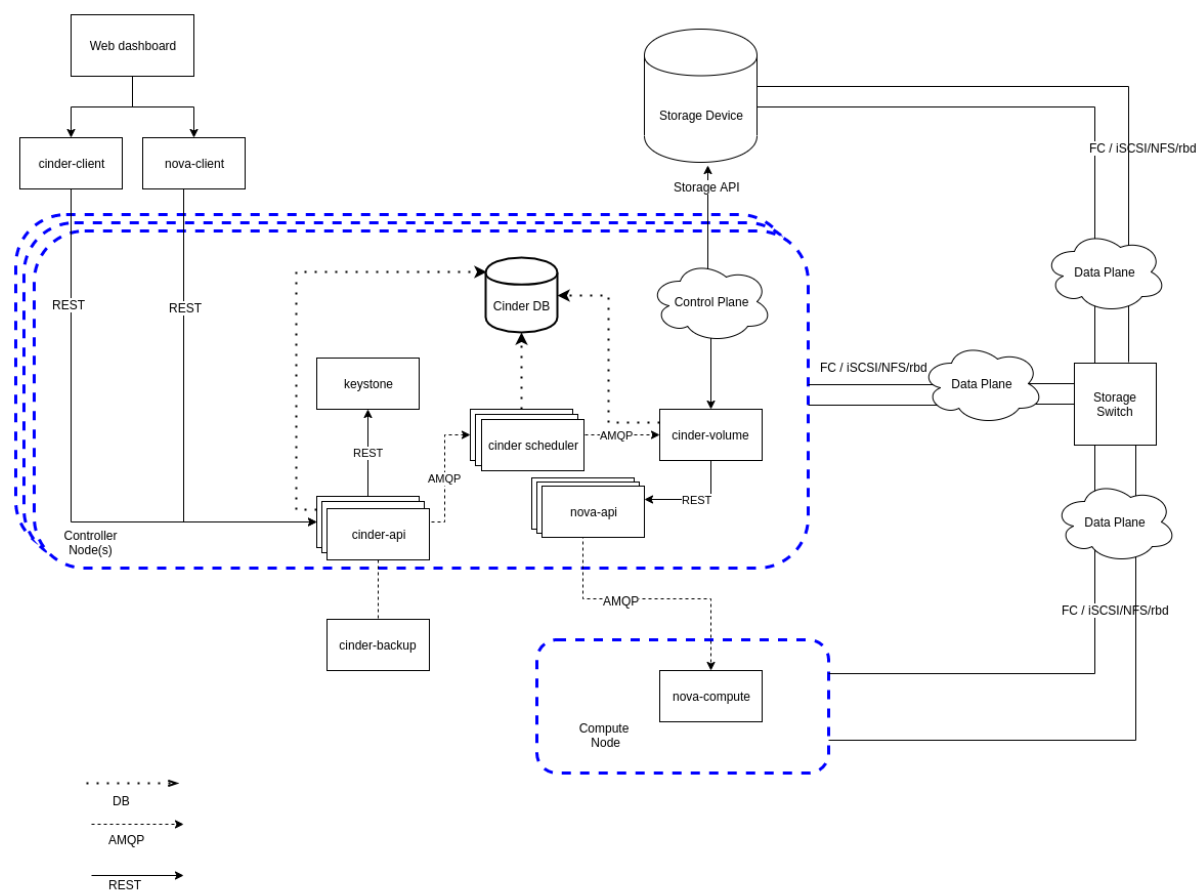 Web dashboard
cinder-client
nova-client
Storage Device
FC / iSCSI/NFS/rbd
Storage API
REST
REST
Cinder DB
Control Plane
Data Plane
keystone
FC / iSCSI/NFS/rbd
Data Plane
Storage
Switch
REST
AMQP
cinder scheduler
AMQP
cinder-volume
REST
nova-api
cinder-api
Controller
Node(s)
Data Plane
AMQP
FC / iSCSI/NFS/rbd
cinder-backup
nova-compute
Compute
Node
DB
AMQP
REST